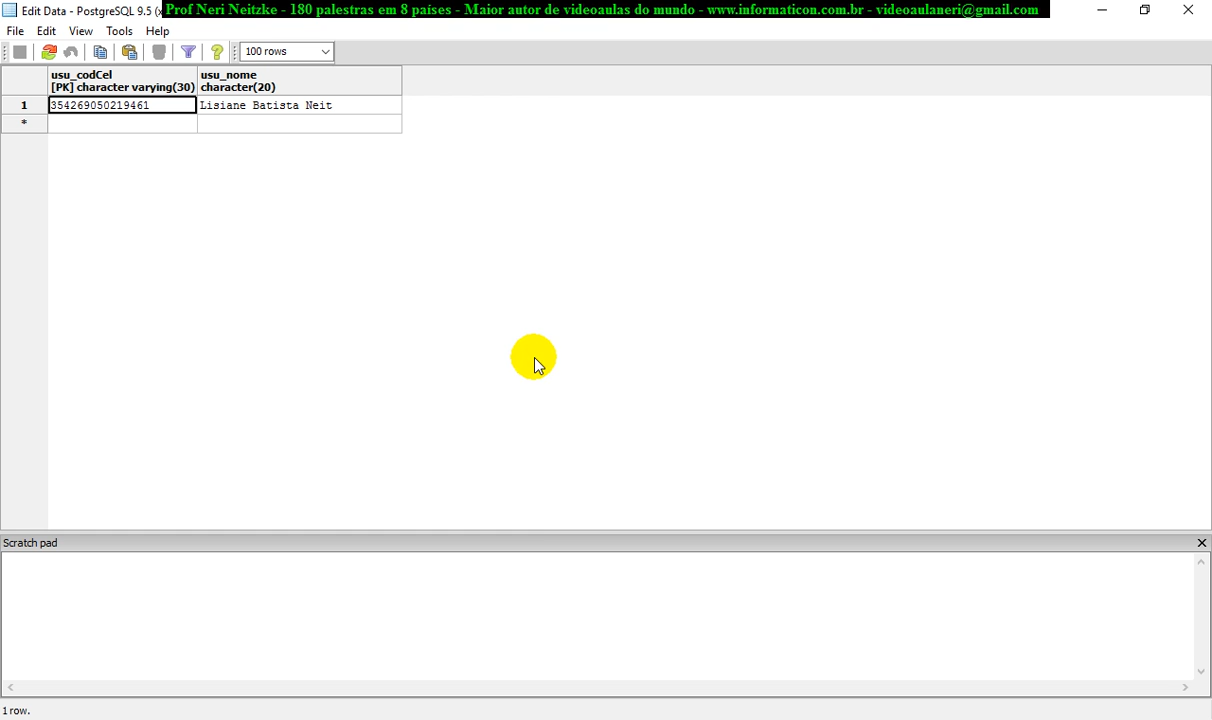 Edit Data - PostgreSQL 9.5 (x
Prof Neri Neitzke - 180 palestras em 8 países - Maior autor de videoaulas do mundo - www.informaticon.com.br - videoaulaneri@gmail.com
File Edit View Tools Help
100 rows
usu_codCel usu_nome
[PK] character varying(30) character(20)
1 354269050219461 Lisiane Batista Neit
*
Scratch pad
1 row.